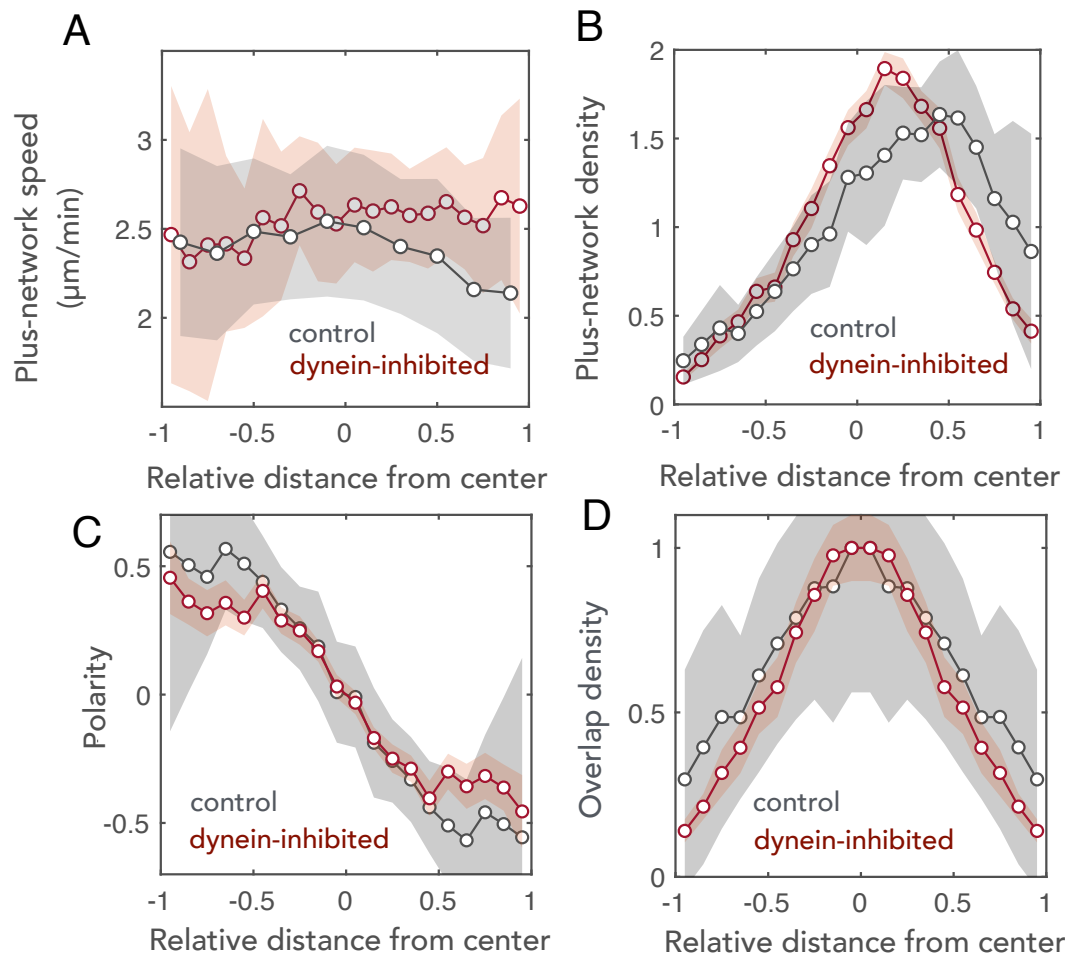 A
Plus-network speed
(µm/min)
3
2.5
2
control
dynein-inhibited
-1
-0.5
0
0.5
1
Relative distance from center
B
Plus-network density
2
1.5
1
0.5
0
control
dynein-inhibited
-1
-0.5
0
0.5
1
Relative distance from center
C
Polarity
0.5
0
-0.5
control
dynein-inhibited
-1
-0.5
0
0.5
1
Relative distance from center
D
Overlap density
1
0.5
0
control
dynein-inhibited
-1
-0.5
0
0.5
1
Relative distance from center